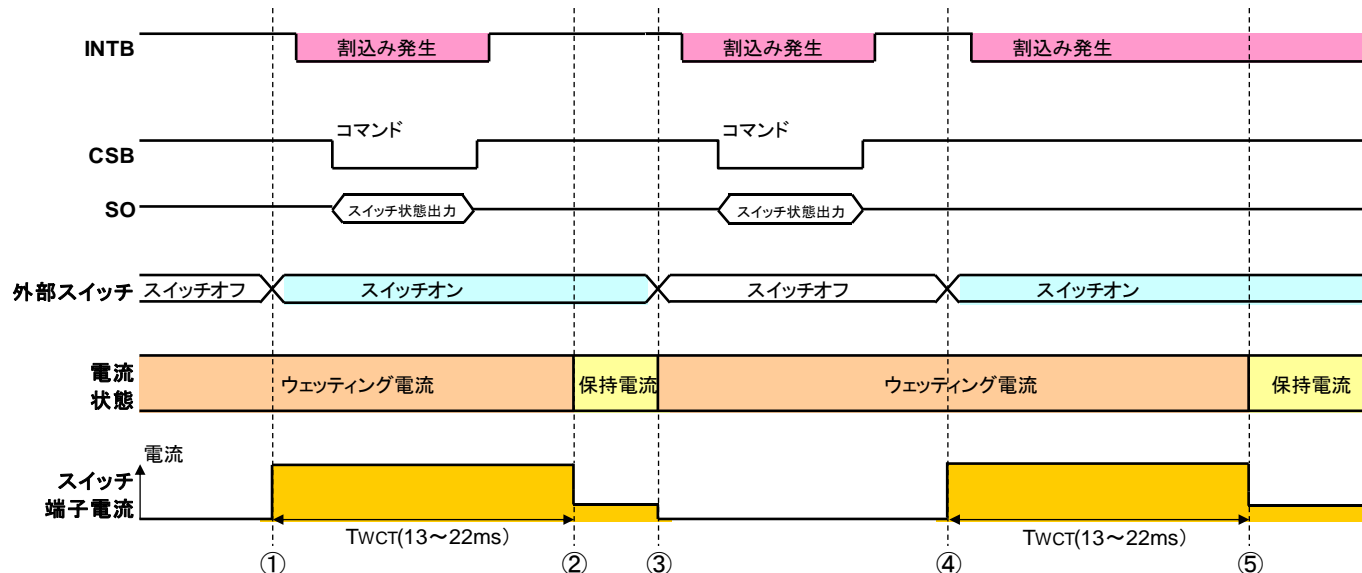 INTB 割込み発生 割込み発生 割込み発生
コマンド コマンド
CSB
SO スイッチ状態出力 スイッチ状態出力
外部スイッチ スイッチオフ スイッチオン スイッチオフ スイッチオン
電流
状態
ウェッティング電流 保持電流 ウェッティング電流 保持電流
電流
スイッチ
端子電流
TWCT(13～22ms） TWCT(13～22ms）
① ② ③ ④ ⑤